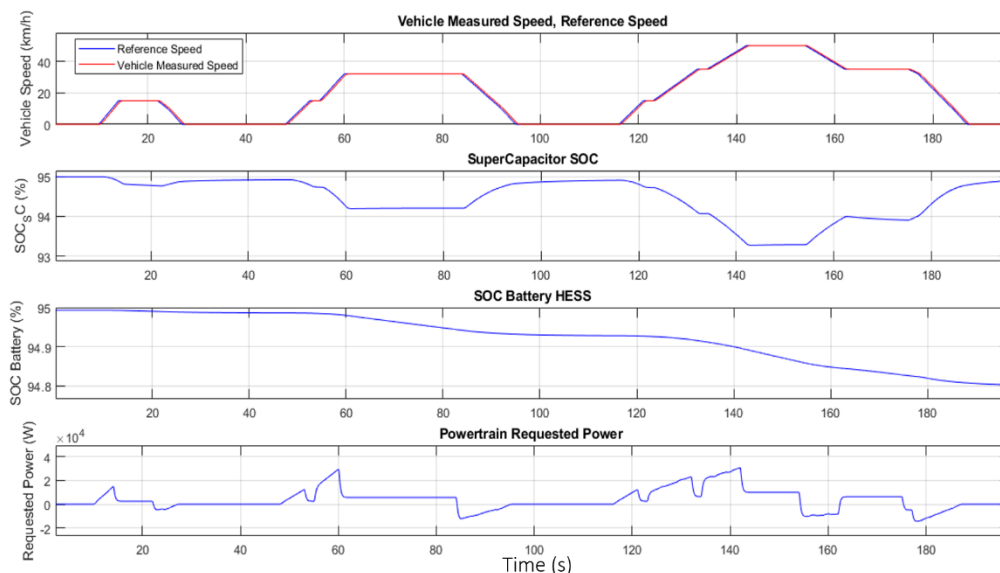 Vehicle Measured Speed, Reference Speed
Vehicle Speed (km/h)
40
20
0
Reference Speed
Vehicle Measured Speed
20 40 60 80 100 120 140 160 180
SuperCapacitor SOC
SOC_SC (%)
95
94
93
20 40 60 80 100 120 140 160 180
SOC Battery HESS
SOC Battery (%)
95
94.9
94.8
20 40 60 80 100 120 140 160 180
Powertrain Requested Power
× 10^4
Requested Power (W)
4
2
0
-2
20 40 60 80 100 120 140 160 180
Time (s)